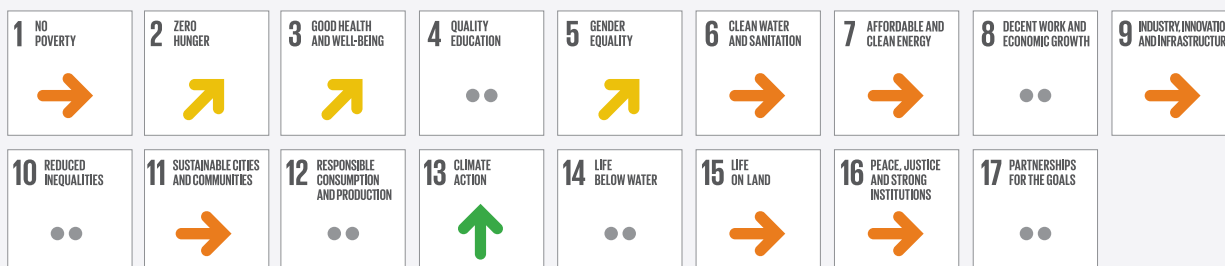 1 NO
POVERTY
2 ZERO
HUNGER
3 GOOD HEALTH
AND WELL-BEING
4 QUALITY
EDUCATION
5 GENDER
EQUALITY
6 CLEAN WATER
AND SANITATION
7 AFFORDABLE AND
CLEAN ENERGY
8 DECENT WORK AND
ECONOMIC GROWTH
9 INDUSTRY, INNOVATIO
AND INFRASTRUCTUR
10 REDUCED
INEQUALITIES
11 SUSTAINABLE CITIES
AND COMMUNITIES
12 RESPONSIBLE
CONSUMPTION
AND PRODUCTION
13 CLIMATE
ACTION
14 LIFE
BELOW WATER
15 LIFE
ON LAND
16 PEACE, JUSTICE
AND STRONG
INSTITUTIONS
17 PARTNERSHIPS
FOR THE GOALS